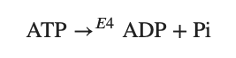 ATP →^E4 ADP + Pi